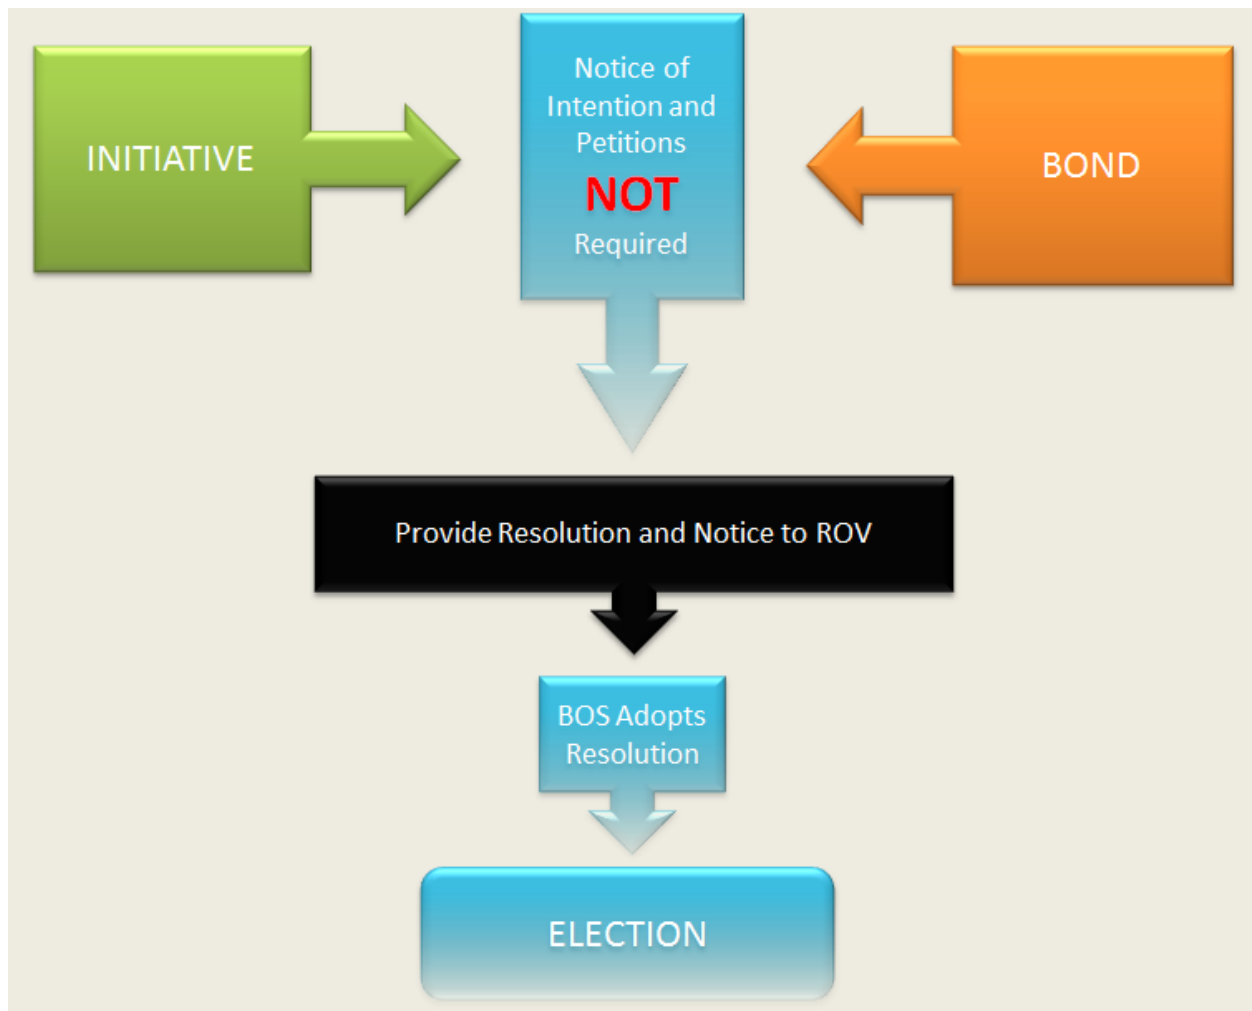 INITIATIVE
Notice of
Intention and
Petitions
NOT
Required
BOND
Provide Resolution and Notice to ROV
BOS Adopts
Resolution
ELECTION